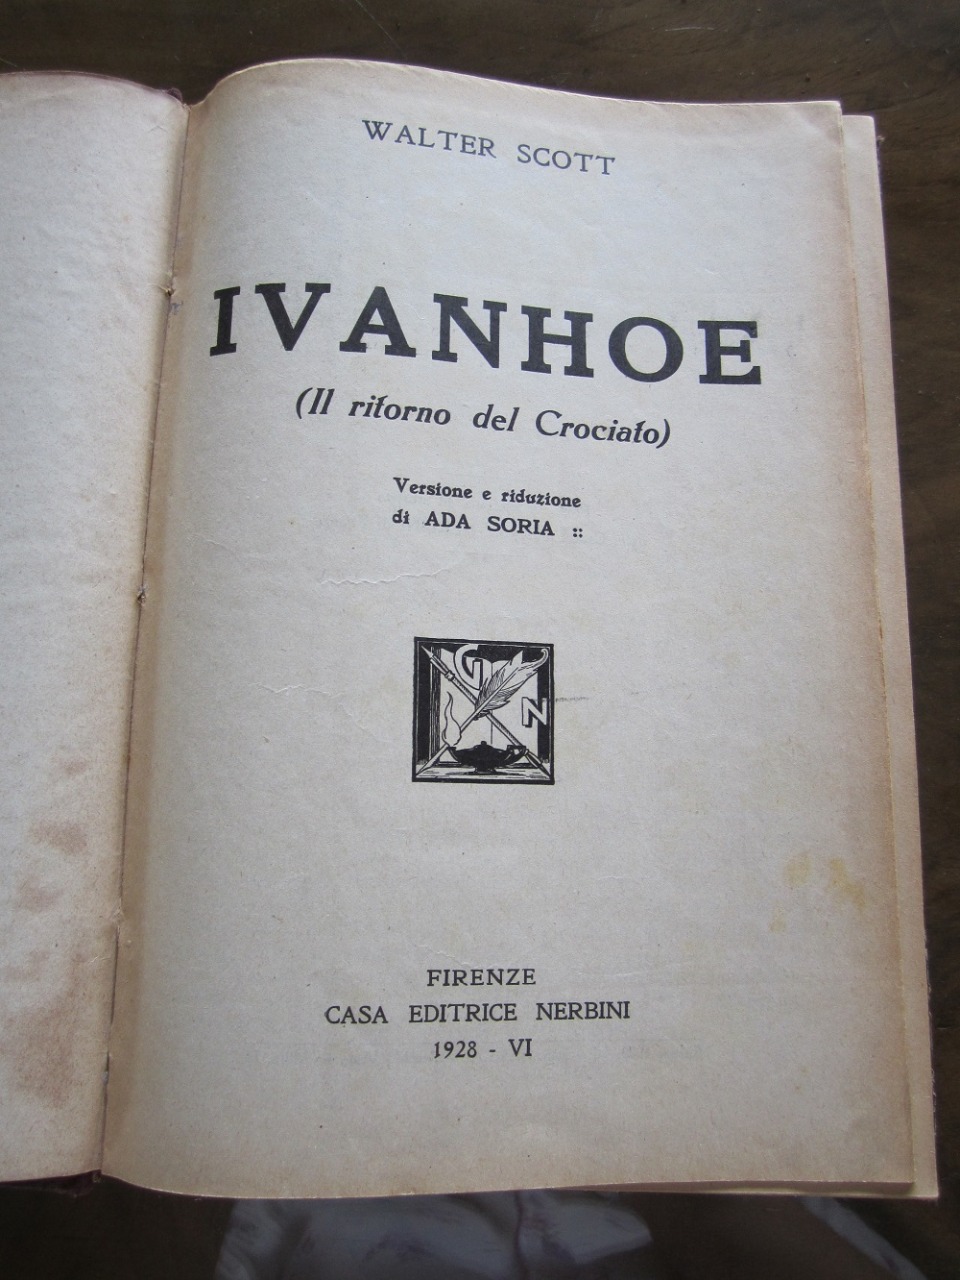 WALTER SCOTT
IVANHOE
(Il ritorno del Crociato)
Versione e riduzione
di ADA SORIA ::
G
N
FIRENZE
CASA EDITRICE NERBINI
1928 - VI